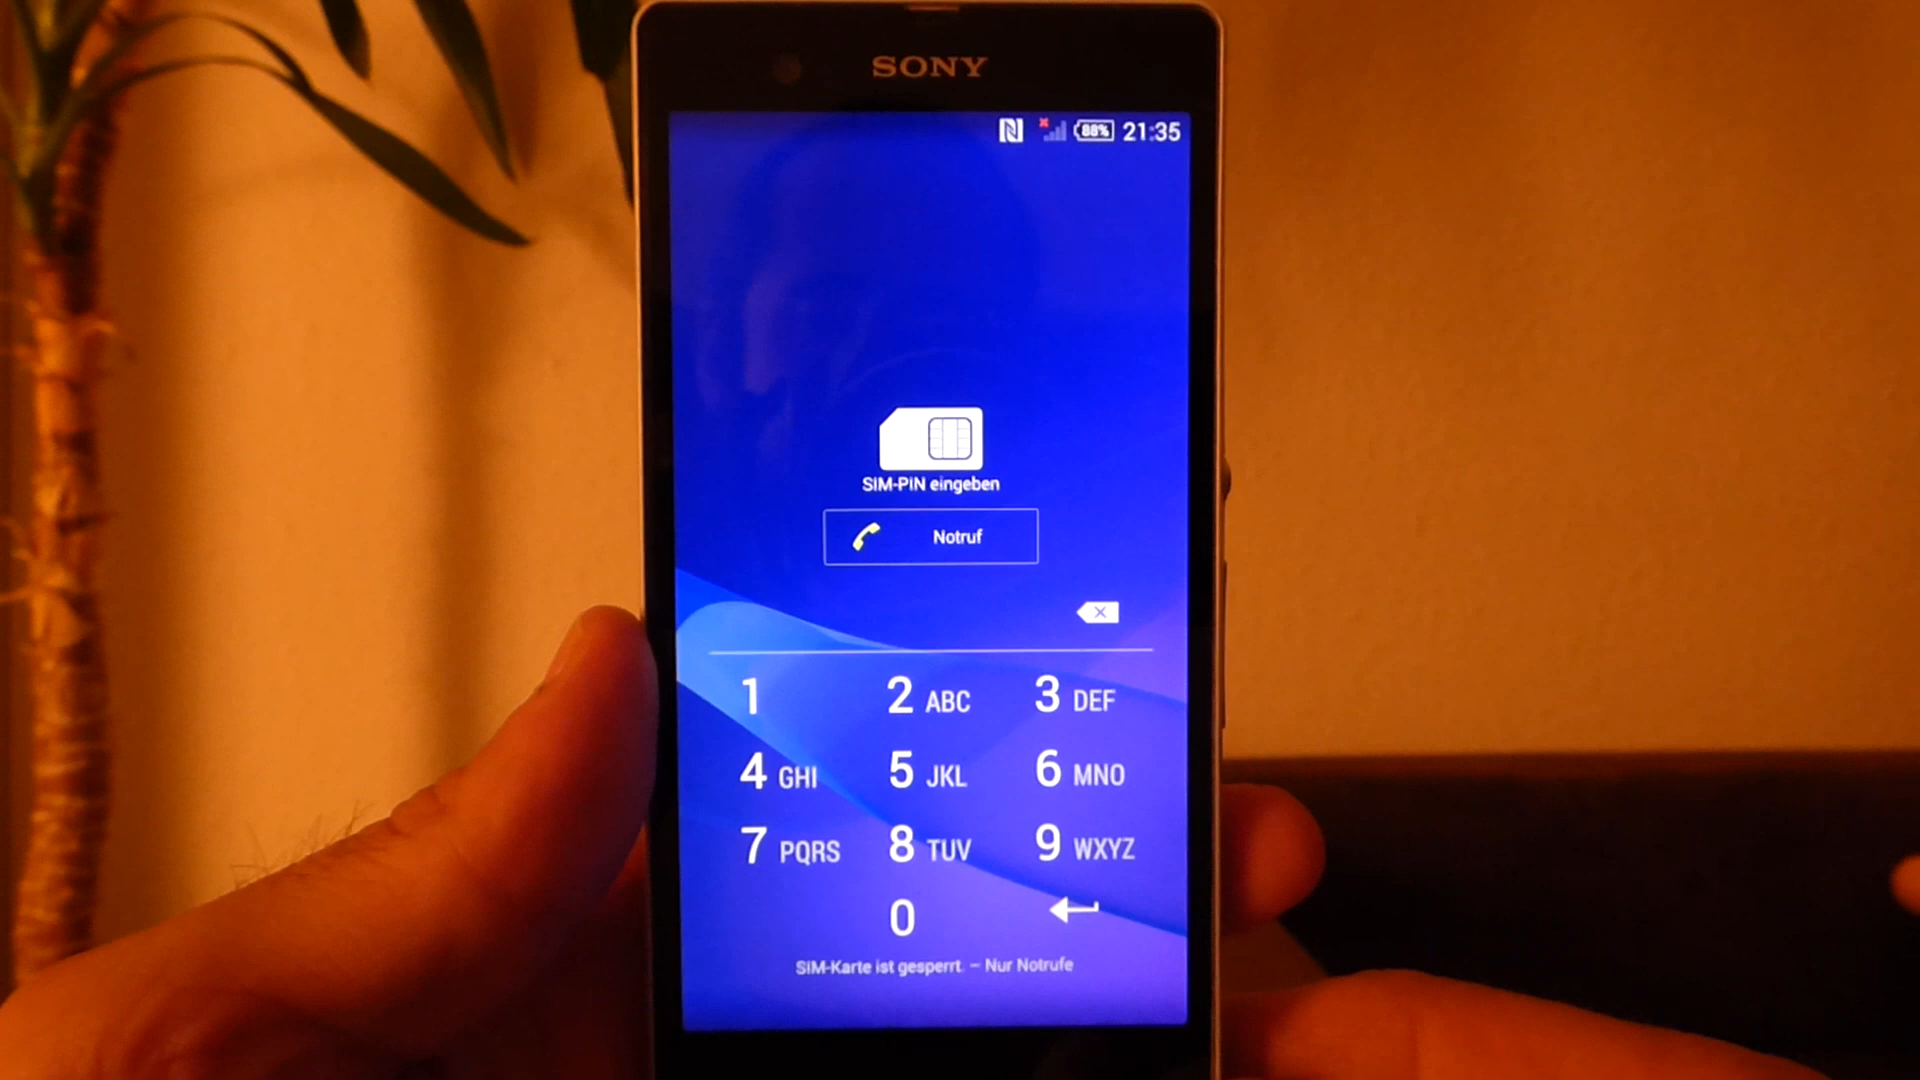 SONY
88% 21:35
SIM-PIN eingeben
Notruf
1 2 ABC 3 DEF
4 GHI 5 JKL 6 MNO
7 PQRS 8 TUV 9 WXYZ
0
SIM-Karte ist gesperrt. – Nur Notrufe